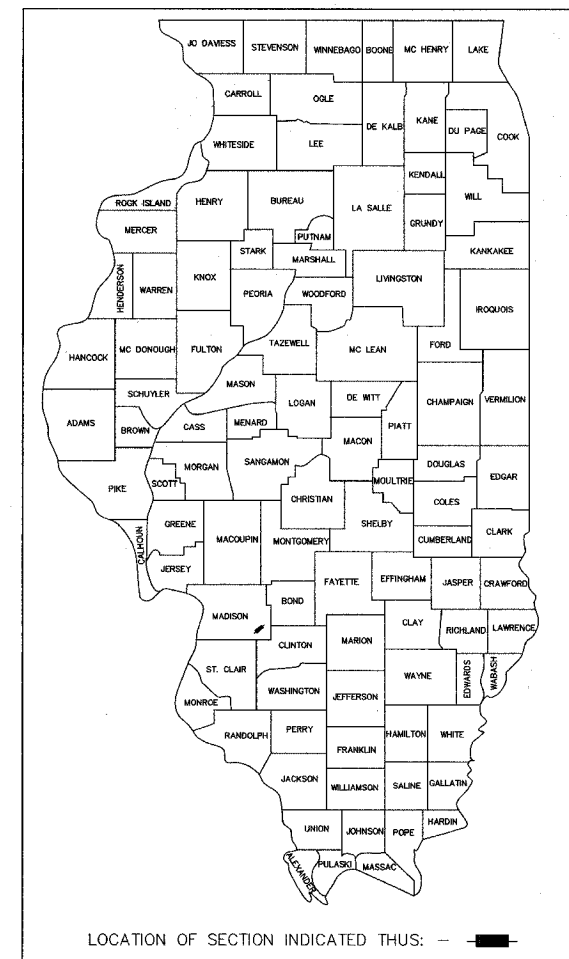 JO DAVIESS STEVENSON WINNEBAGO BOONE MC HENRY LAKE
CARROLL OGLE DE KALB KANE DU PAGE COOK
WHITESIDE LEE
KENDALL WILL
ROCK ISLAND HENRY BUREAU LA SALLE GRUNDY
MERCER PUTNAM
STARK MARSHALL KANKAKEE
HENDERSON WARREN KNOX PEORIA WOODFORD LIVINGSTON IROQUOIS
HANCOCK MC DONOUGH FULTON TAZEWELL MC LEAN FORD
SCHUYLER MASON LOGAN DE WITT CHAMPAIGN VERMILION
ADAMS BROWN CASS MENARD MACON PIATT
MORGAN SANGAMON DOUGLAS EDGAR
PIKE SCOTT CHRISTIAN MOULTRIE COLES
GREENE MACOUPIN MONTGOMERY SHELBY CUMBERLAND CLARK
CALHOUN JERSEY FAYETTE EFFINGHAM JASPER CRAWFORD
MADISON BOND CLAY RICHLAND LAWRENCE
CLINTON MARION
ST. CLAIR WAYNE EDWARDS WABASH
MONROE WASHINGTON JEFFERSON
RANDOLPH PERRY HAMILTON WHITE
FRANKLIN
JACKSON WILLIAMSON SALINE GALLATIN
UNION JOHNSON POPE HARDIN
ALEXANDER PULASKI MASSAC
LOCATION OF SECTION INDICATED THUS: –